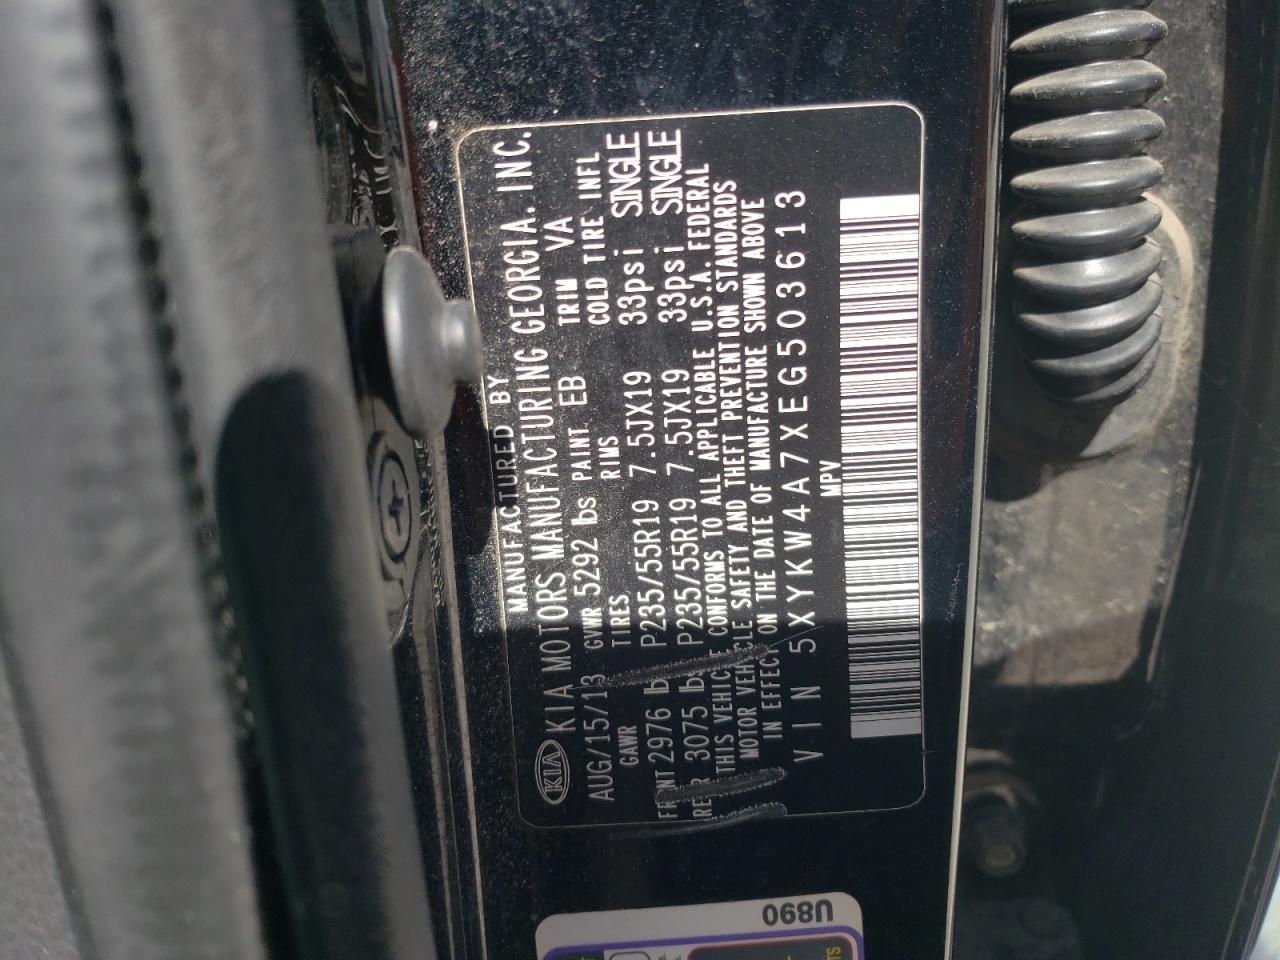 MANUFACTURED BY
KIA KIA MOTORS MANUFACTURING GEORGIA. INC.
AUG/15/13 GVWR 5292 bs PAINT EB TRIM VA
GAWR TIRES RIMS COLD TIRE INFL
2976 P235/55R19 7.5JX19 33psi SINGLE
3075 P235/55R19 7.5JX19 33psi SINGLE
THIS VEHICLE CONFORMS TO ALL APPLICABLE U.S.A. FEDERAL
MOTOR VEHICLE SAFETY AND THEFT PREVENTION STANDARDS
IN EFFECT ON THE DATE OF MANUFACTURE SHOWN ABOVE
VIN 5XYKW4A7XEG503613
MPV
U890